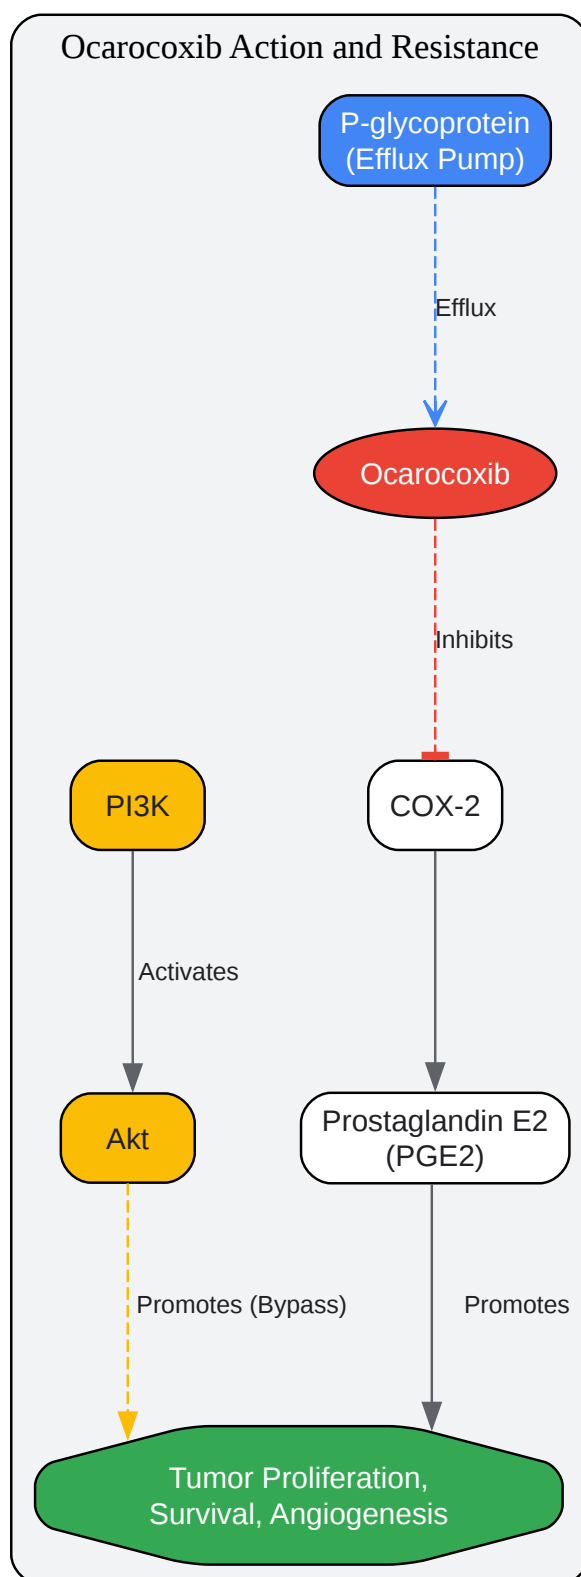 Ocarocoxib Action and Resistance
P-glycoprotein
(Efflux Pump)
Efflux
Ocarocoxib
Inhibits
PI3K
COX-2
Activates
Akt
Prostaglandin E2
(PGE2)
Promotes (Bypass)
Promotes
Tumor Proliferation,
Survival, Angiogenesis